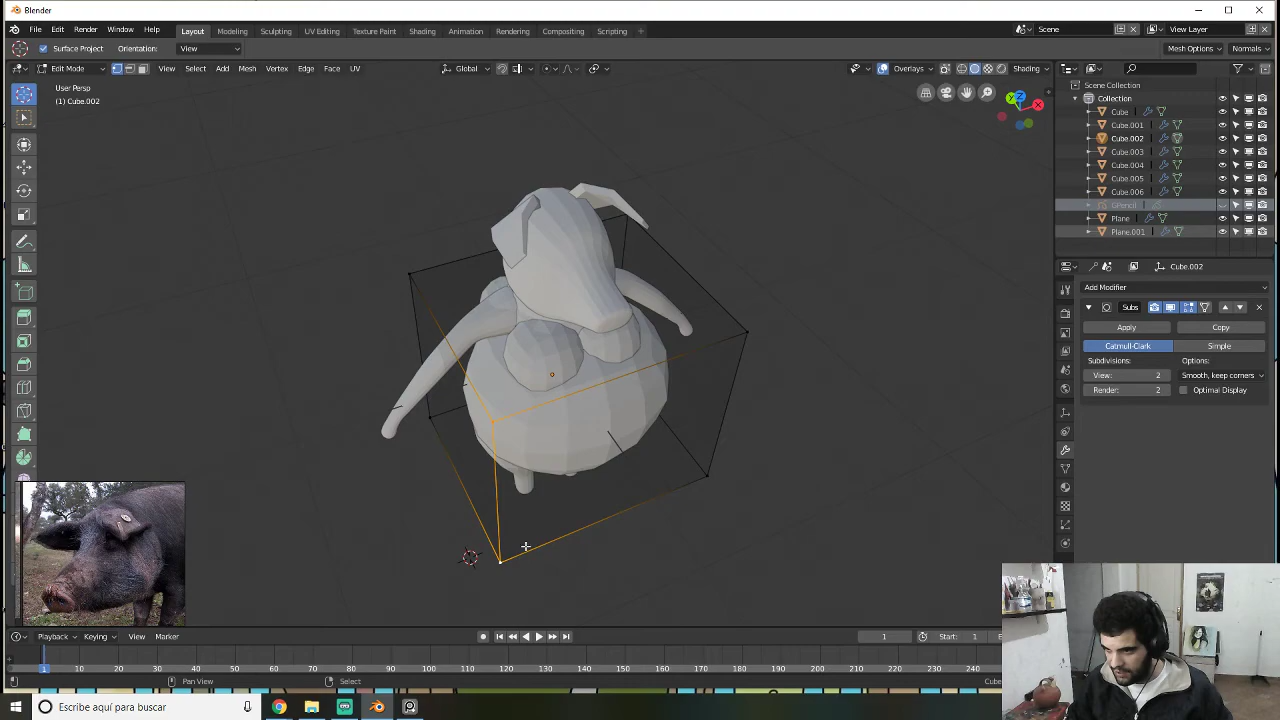 Blender
File Edit Render Window Help
Layout Modeling Sculpting UV Editing Texture Paint Shading Animation Rendering Compositing Scripting +
Scene
View Layer
Surface Project Orientation: View
Mesh Options Normals
Edit Mode View Select Add Mesh Vertex Edge Face UV
Global
Overlays Shading
User Perspective
(1) Cube.002
Scene Collection
Collection
Cube
Cube.001
Cube.002
Cube.003
Cube.004
Cube.005
Cube.006
GPencil
Plane
Plane.001
Cube.002
Add Modifier
Subs
Apply Copy
Catmull-Clark Simple
Subdivisions: Options:
View: 2 Smooth, keep corners
Render: 2 Optimal Display
Playback Keying View Marker
1 Start: 1
1 10 20 30 40 50 60 70 80 90 100 110 120 130 140 150 160 170 180 190 200 210 220 230 240
Pan View Select Cube
Escribe aquí para buscar